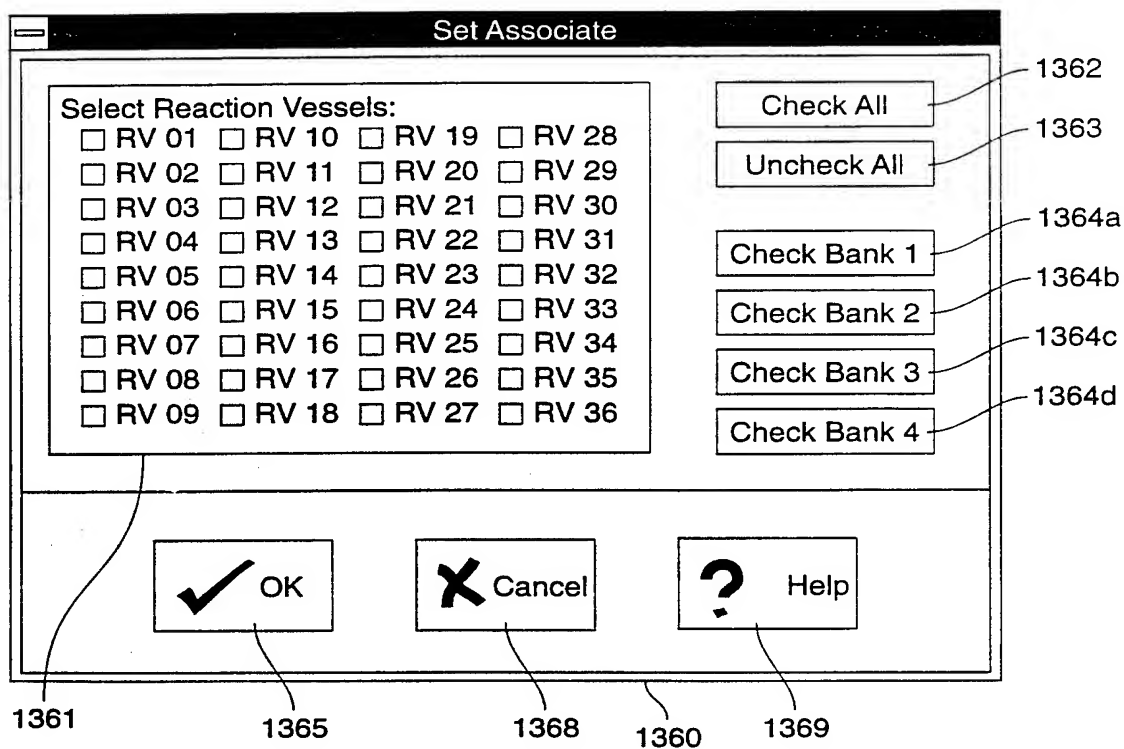 Set Associate
Select Reaction Vessels:
RV 01 RV 10 RV 19 RV 28
RV 02 RV 11 RV 20 RV 29
RV 03 RV 12 RV 21 RV 30
RV 04 RV 13 RV 22 RV 31
RV 05 RV 14 RV 23 RV 32
RV 06 RV 15 RV 24 RV 33
RV 07 RV 16 RV 25 RV 34
RV 08 RV 17 RV 26 RV 35
RV 09 RV 18 RV 27 RV 36
Check All
1362
Uncheck All
1363
Check Bank 1
1364a
Check Bank 2
1364b
Check Bank 3
1364c
Check Bank 4
1364d
OK
Cancel
? Help
1361
1365
1368
1360
1369